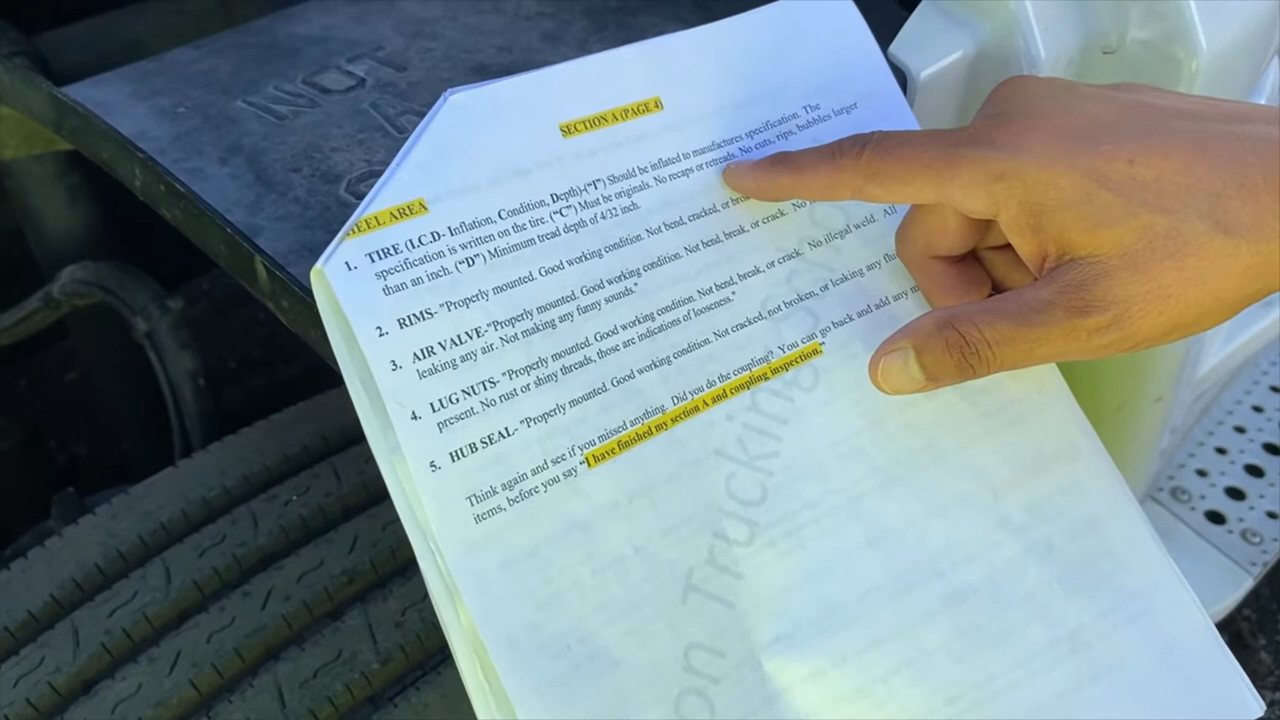 NOT
A
SECTION A (PAGE 4)
EEL AREA
1. TIRE (I.C.D- Inflation, Condition, Depth)-("I") Should be inflated to manufactures specification. The
specification is written on the tire. ("C") Must be originals. No recaps or retreads. No cuts, rips, bubbles larger
than an inch. ("D") Minimum tread depth of 4/32 inch.
2. RIMS- "Properly mounted. Good working condition. Not bend, cracked, or
3. AIR VALVE-"Properly mounted. Good working condition. Not bend, break, or crack. No
leaking any air. Not making any funny sounds."
4. LUG NUTS- "Properly mounted. Good working condition. Not bend, break, or crack. No illegal weld. All
present. No rust or shiny threads, those are indications of looseness."
5. HUB SEAL- "Properly mounted. Good working condition. Not cracked, not broken, or leaking any
Think again and see if you missed anything. Did you do the coupling? You can go back and add any
items, before you say "I have finished my section A and coupling inspection."
on Trucking